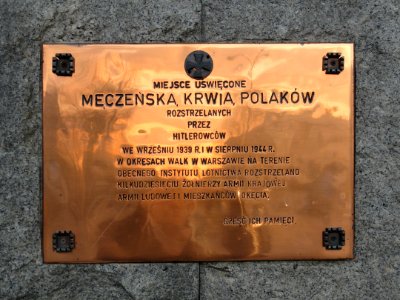 MIEJSCE UŚWIĘCONE
MĘCZEŃSKĄ KRWIĄ POLAKÓW
ROZSTRZELANYCH
PRZEZ
HITLEROWCÓW
WE WRZEŚNIU 1939 R. I W SIERPNIU 1944 R.
W OKRESACH WALK W WARSZAWIE NA TERENIE
OBECNEGO INSTYTUTU LOTNICTWA ROZSTRZELANO
KILKUDZIESIĘCIU ŻOŁNIERZY ARMII KRAJOWEJ
ARMII LUDOWEJ I MIESZKAŃCÓW OKĘCIA.
CZEŚĆ ICH PAMIĘCI.